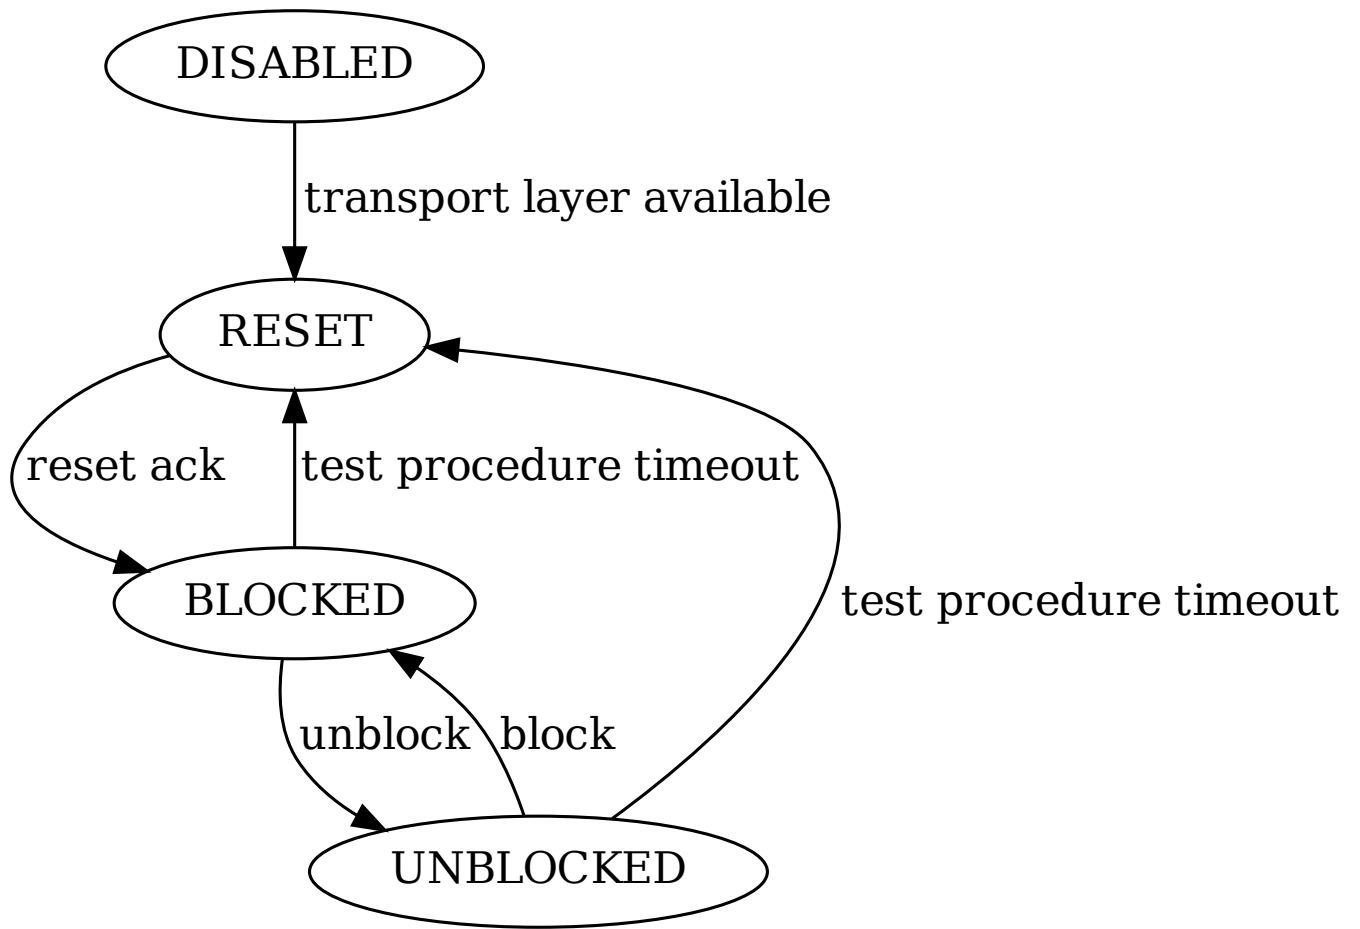 DISABLED
transport layer available
RESET
reset ack
test procedure timeout
BLOCKED
test procedure timeout
unblock
block
UNBLOCKED